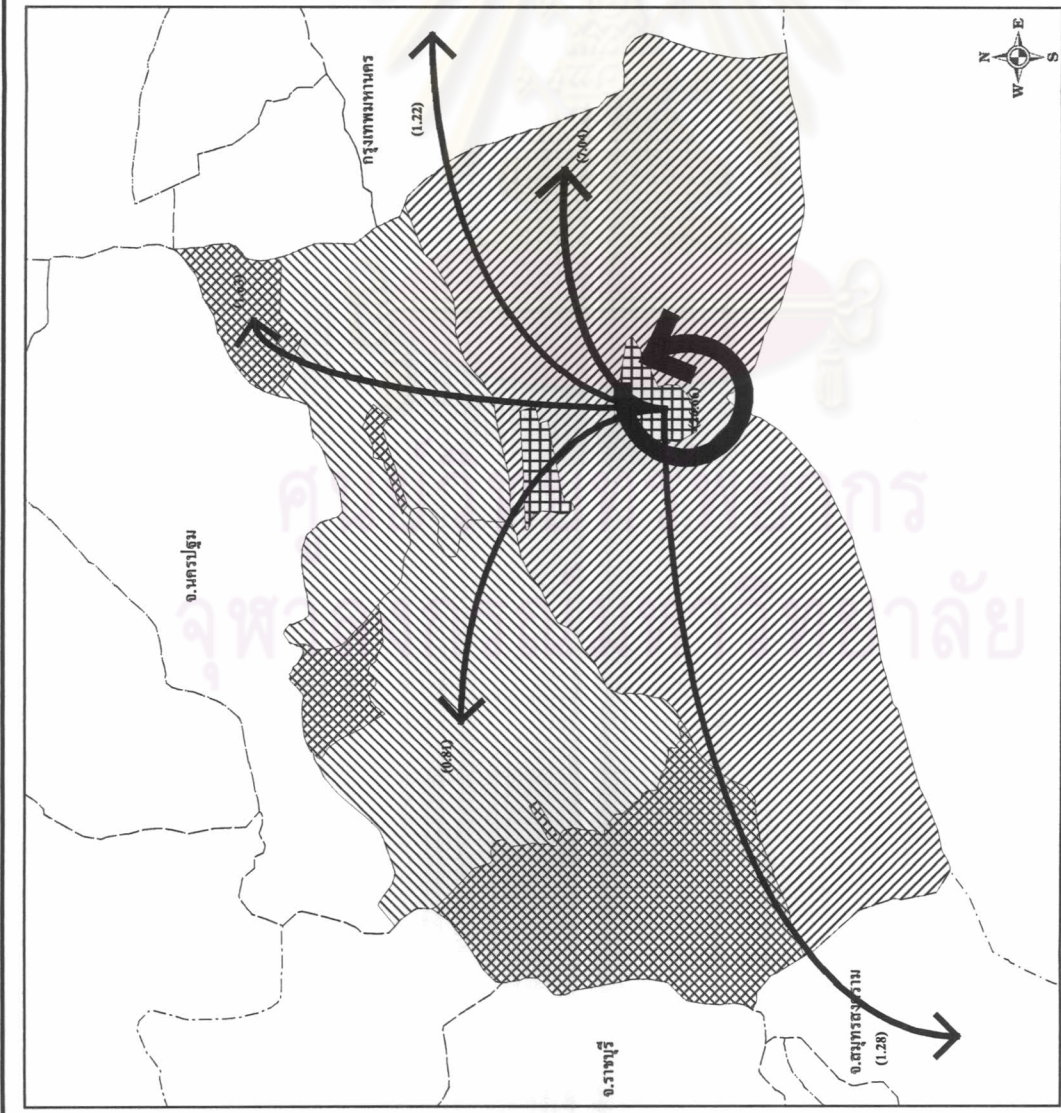 N
W
E
S
กรุงเทพมหานคร
(1.22)
(7.04)
จ.นครปฐม
(0.81)
จ.ราชบุรี
จ.สมุทรสงคราม
(1.28)